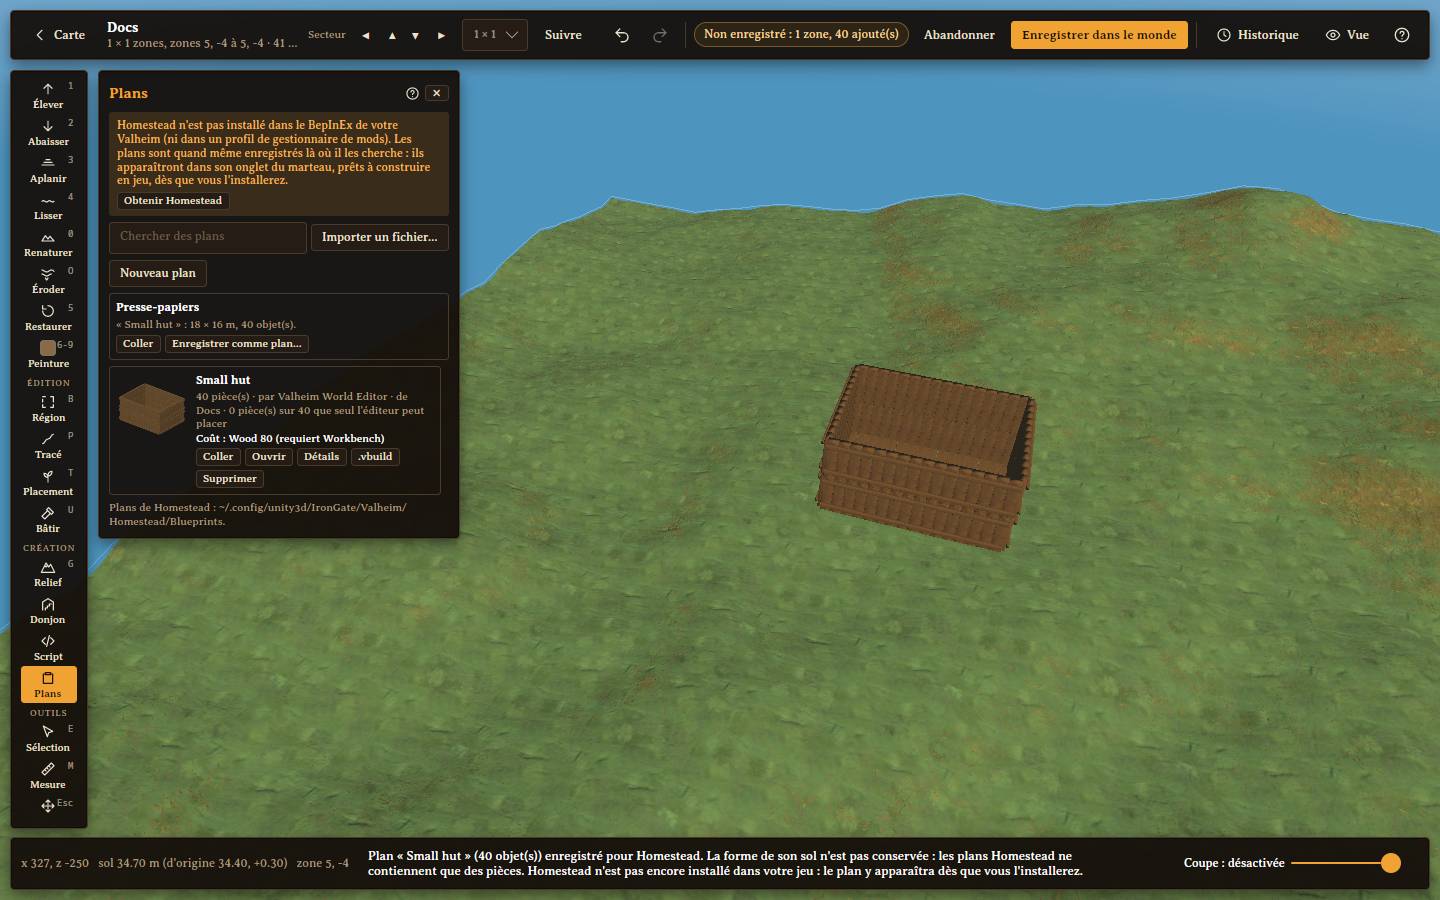 Carte
Docs
1 × 1 zones, zones 5, -4 à 5, -4 · 41 ...
Secteur
1 × 1
Suivre
Non enregistré : 1 zone, 40 ajouté(s)
Abandonner
Enregistrer dans le monde
Historique
Vue
1
Élever
2
Abaisser
3
Aplanir
4
Lisser
0
Renaturer
O
Éroder
5
Restaurer
6-9
Peinture
ÉDITION
B
Région
P
Tracé
T
Placement
U
Bâtir
CRÉATION
G
Relief
Donjon
Script
Plans
OUTILS
E
Sélection
M
Mesure
Esc
Plans
Homestead n'est pas installé dans le BepInEx de votre
Valheim (ni dans un profil de gestionnaire de mods). Les
plans sont quand même enregistrés là où il les cherche : ils
apparaîtront dans son onglet du marteau, prêts à construire
en jeu, dès que vous l'installerez.
Obtenir Homestead
Chercher des plans
Importer un fichier...
Nouveau plan
Presse-papiers
« Small hut » : 18 × 16 m, 40 objet(s).
Coller
Enregistrer comme plan...
Small hut
40 pièce(s) · par Valheim World Editor · de
Docs · 0 pièce(s) sur 40 que seul l'éditeur peut
placer
Coût : Wood 80 (requiert Workbench)
Coller
Ouvrir
Détails
.vbuild
Supprimer
Plans de Homestead : ~/.config/unity3d/IronGate/Valheim/
Homestead/Blueprints.
x 327, z -250 sol 34.70 m (d'origine 34.40, +0.30) zone 5, -4
Plan « Small hut » (40 objet(s)) enregistré pour Homestead. La forme de son sol n'est pas conservée : les plans Homestead ne
contiennent que des pièces. Homestead n'est pas encore installé dans votre jeu : le plan y apparaîtra dès que vous l'installerez.
Coupe : désactivée